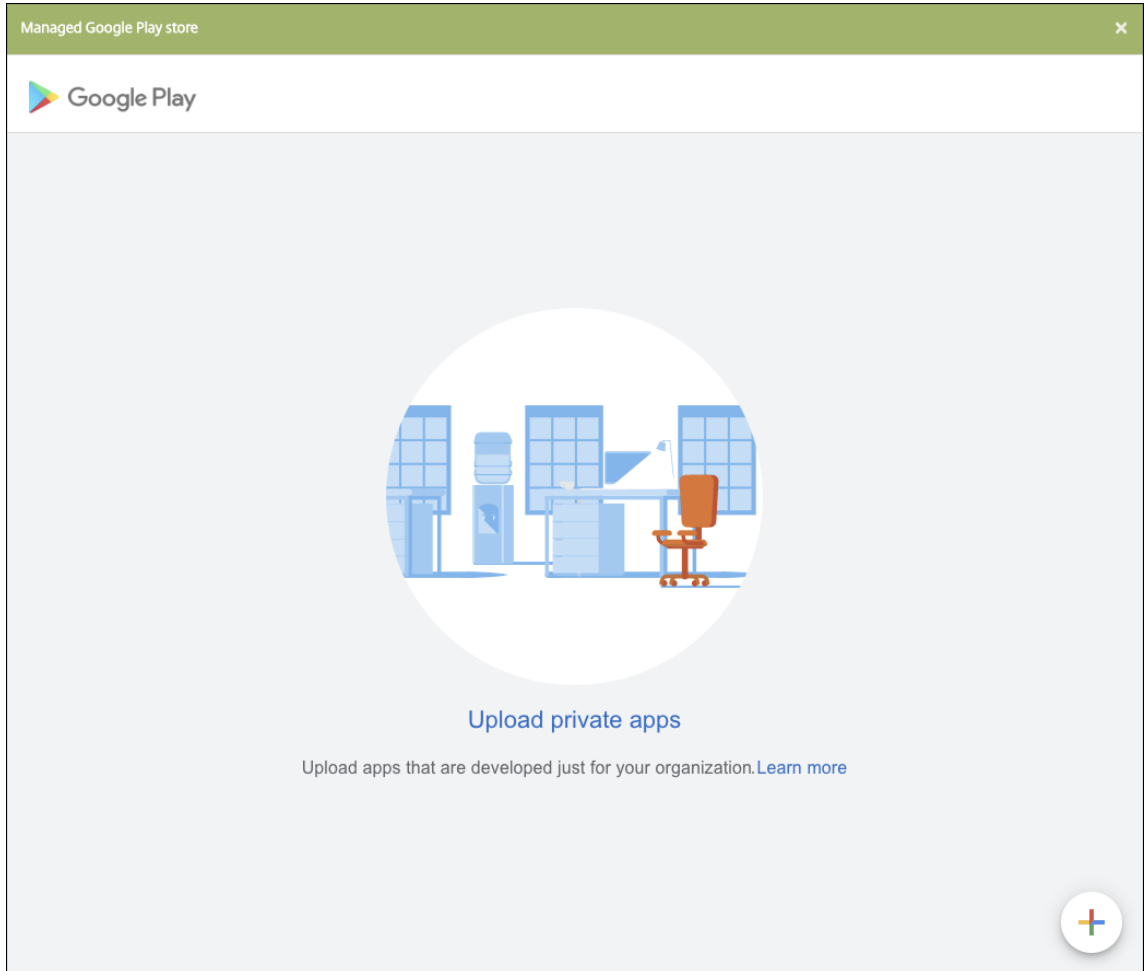 Managed Google Play store
Google Play
Upload private apps
Upload apps that are developed just for your organization. Learn more